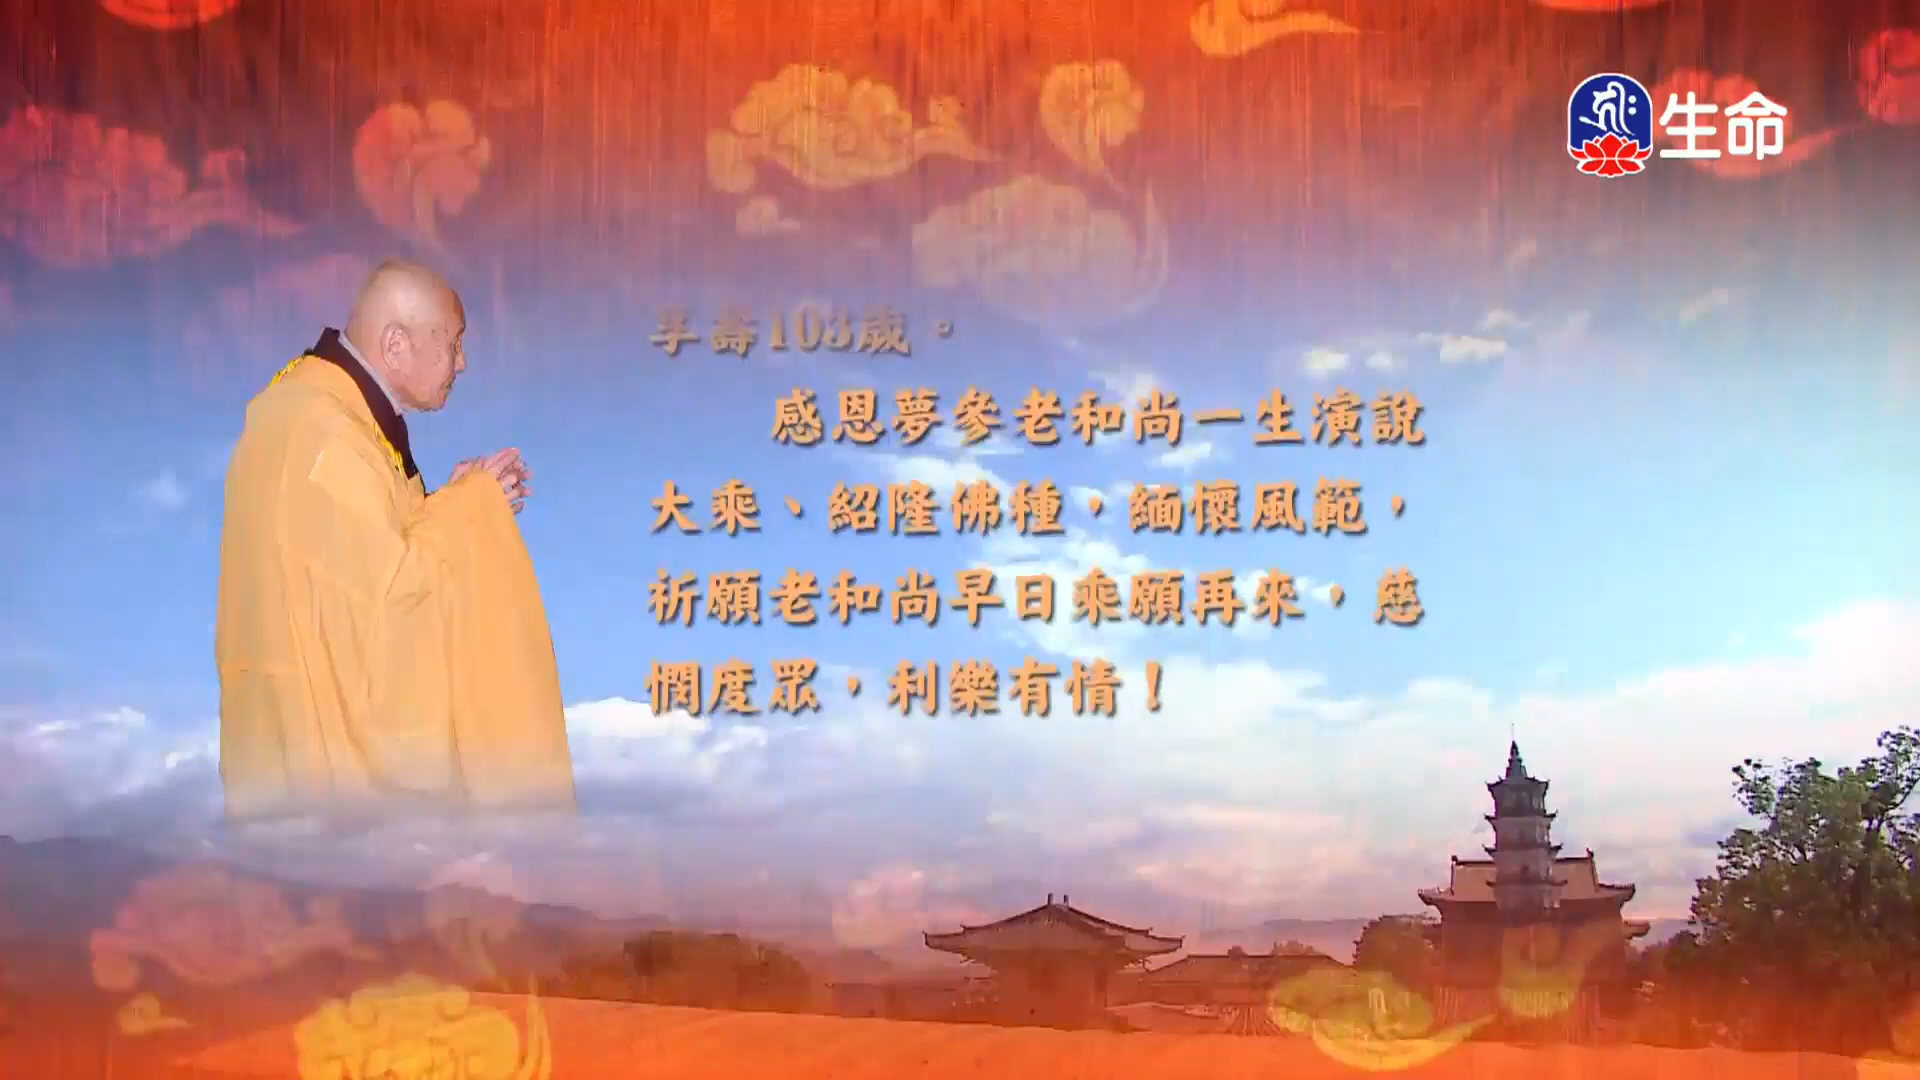 生命
享壽103歲。
感恩夢參老和尚一生演說
大乘、紹隆佛種，緬懷風範，
祈願老和尚早日乘願再來，慈
憫度眾，利樂有情！